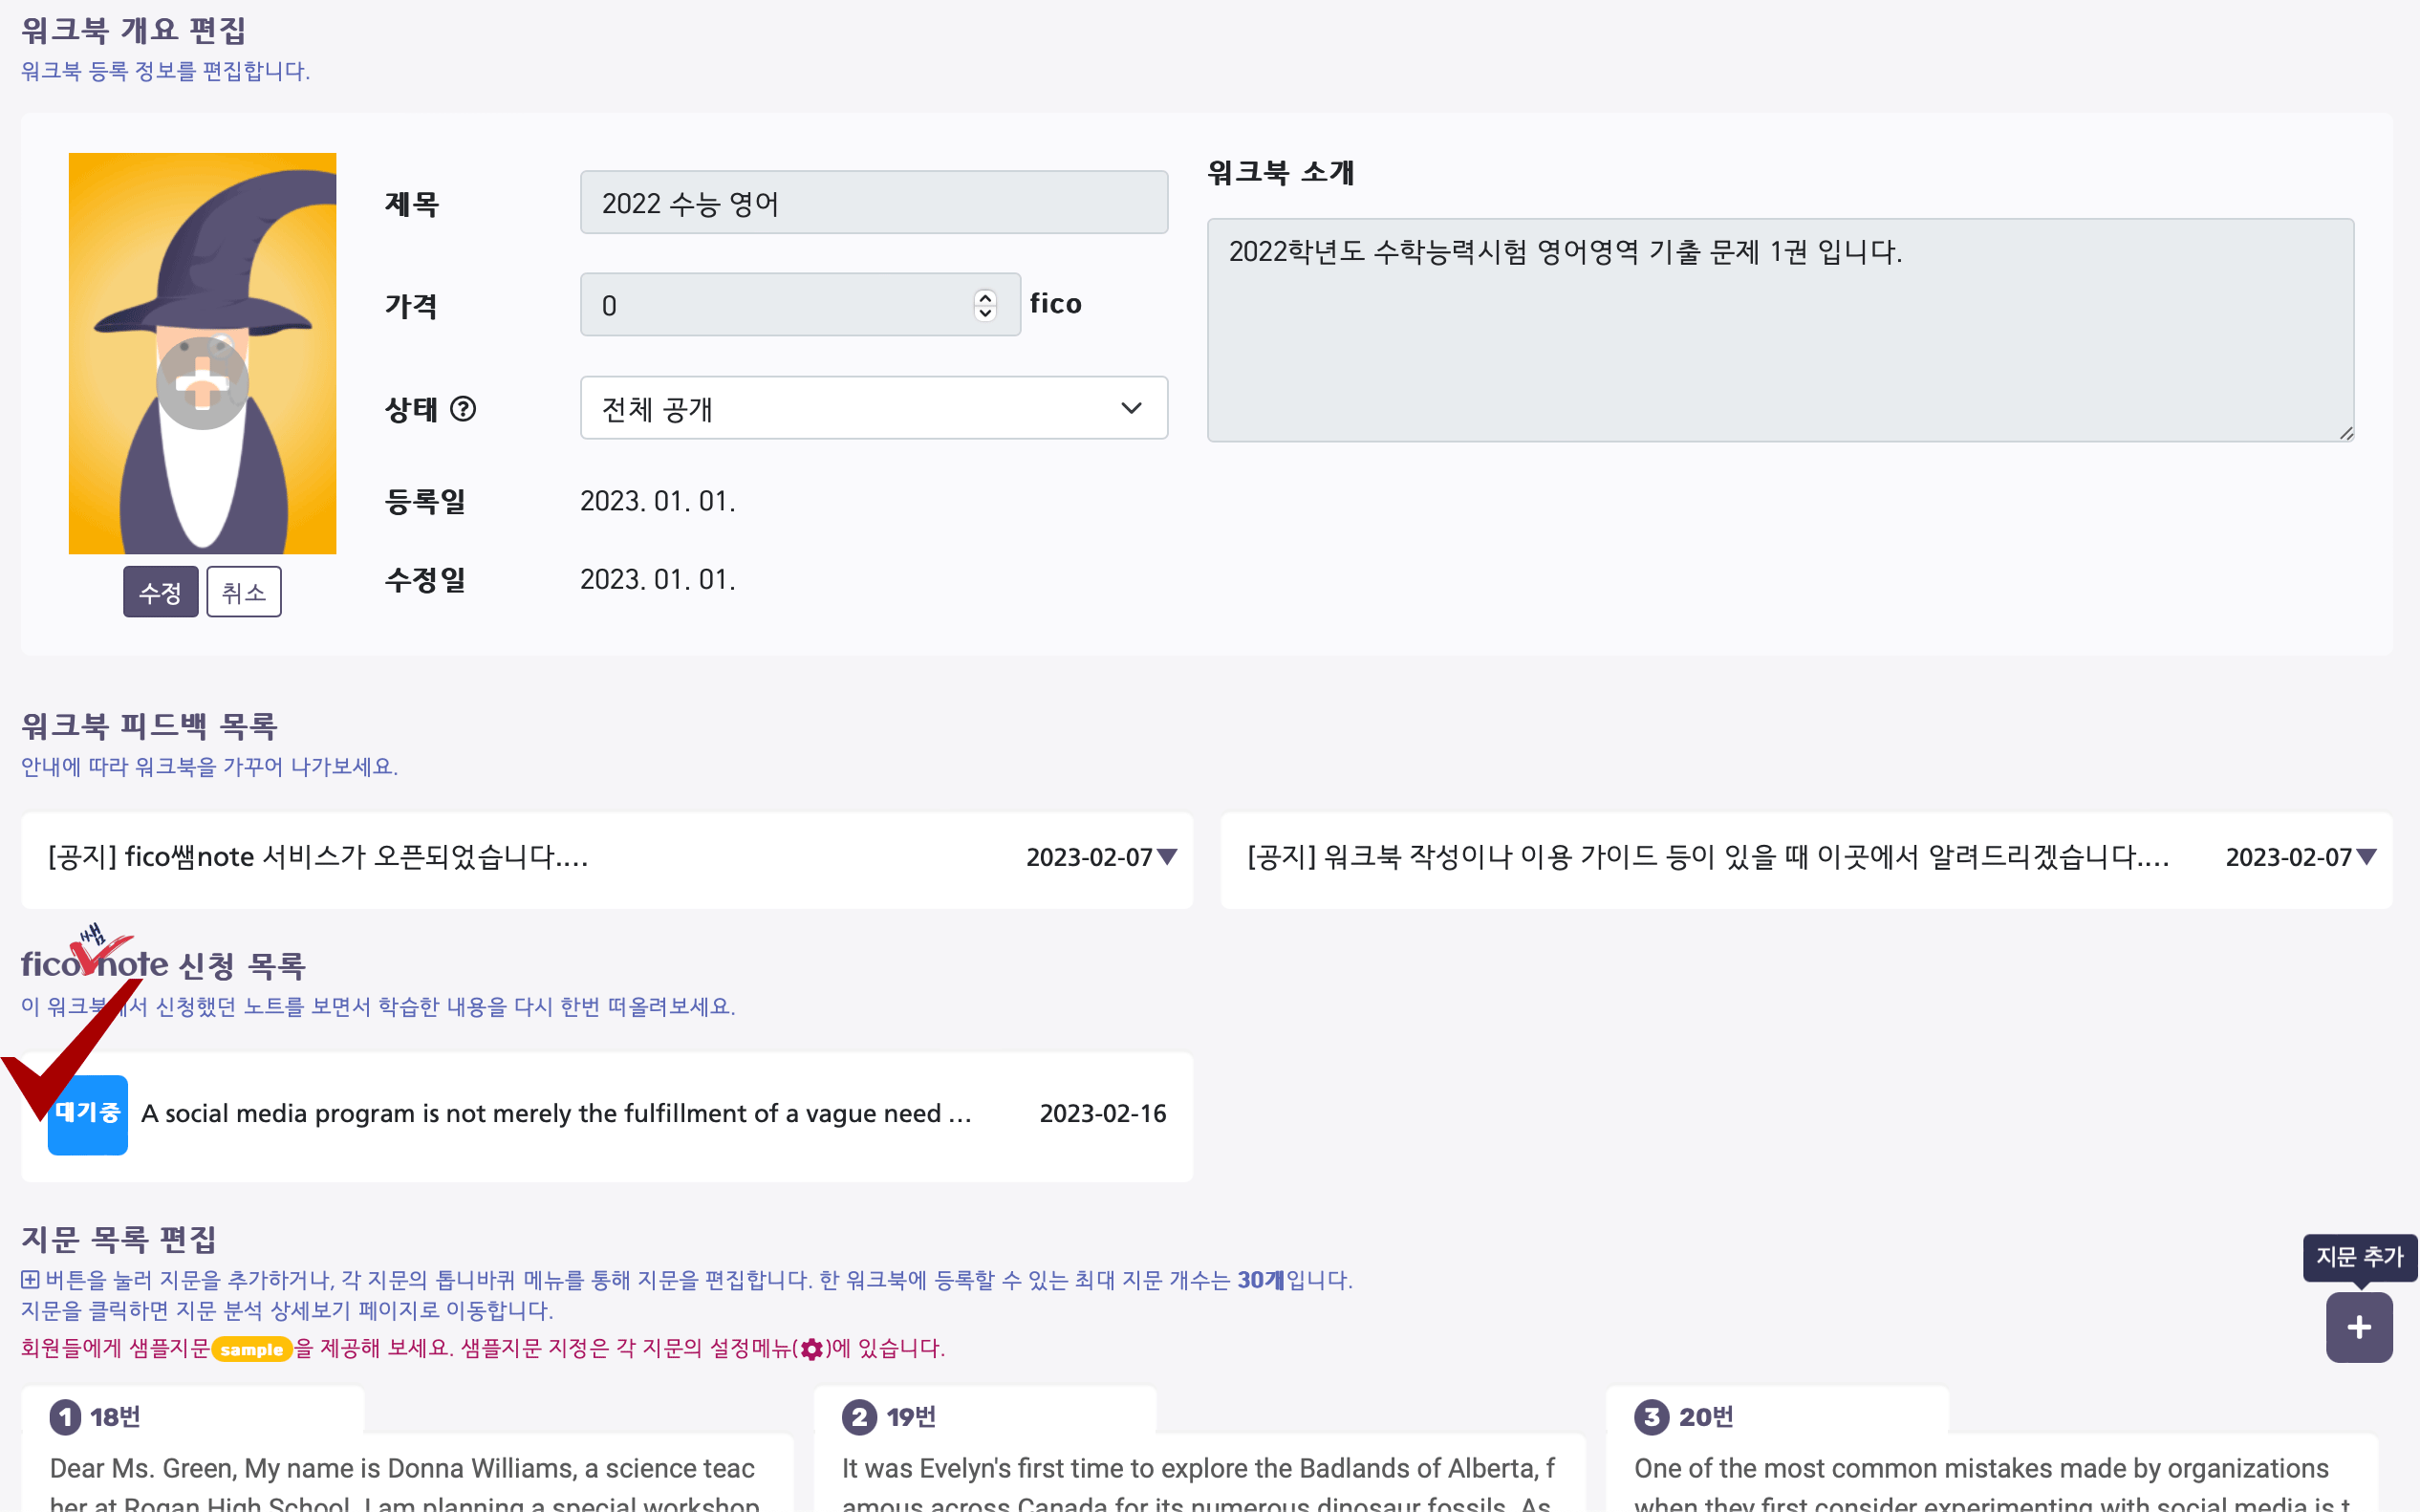 워크북 개요 편집
워크북 등록 정보를 편집합니다.
제목
2022 수능 영어
가격
0
fico
상태
전체 공개
등록일
2023. 01. 01.
수정일
2023. 01. 01.
수정
취소
워크북 소개
2022학년도 수학능력시험 영어영역 기출 문제 1권 입니다.
워크북 피드백 목록
안내에 따라 워크북을 가꾸어 나가보세요.
[공지] fico쌤note 서비스가 오픈되었습니다.... 2023-02-07
[공지] 워크북 작성이나 이용 가이드 등이 있을 때 이곳에서 알려드리겠습니다.... 2023-02-07
쌤
fico note 신청 목록
이 워크북에서 신청했던 노트를 보면서 학습한 내용을 다시 한번 떠올려보세요.
대기중 A social media program is not merely the fulfillment of a vague need ... 2023-02-16
지문 목록 편집
버튼을 눌러 지문을 추가하거나, 각 지문의 톱니바퀴 메뉴를 통해 지문을 편집합니다. 한 워크북에 등록할 수 있는 최대 지문 개수는 30개입니다.
지문을 클릭하면 지문 분석 상세보기 페이지로 이동합니다.
회원들에게 샘플지문 sample 을 제공해 보세요. 샘플지문 지정은 각 지문의 설정메뉴( )에 있습니다.
지문 추가
1 18번
Dear Ms. Green, My name is Donna Williams, a science teac
her at Rogan High School. I am planning a special workshop
2 19번
It was Evelyn's first time to explore the Badlands of Alberta, f
amous across Canada for its numerous dinosaur fossils. As
3 20번
One of the most common mistakes made by organizations
when they first consider experimenting with social media is t